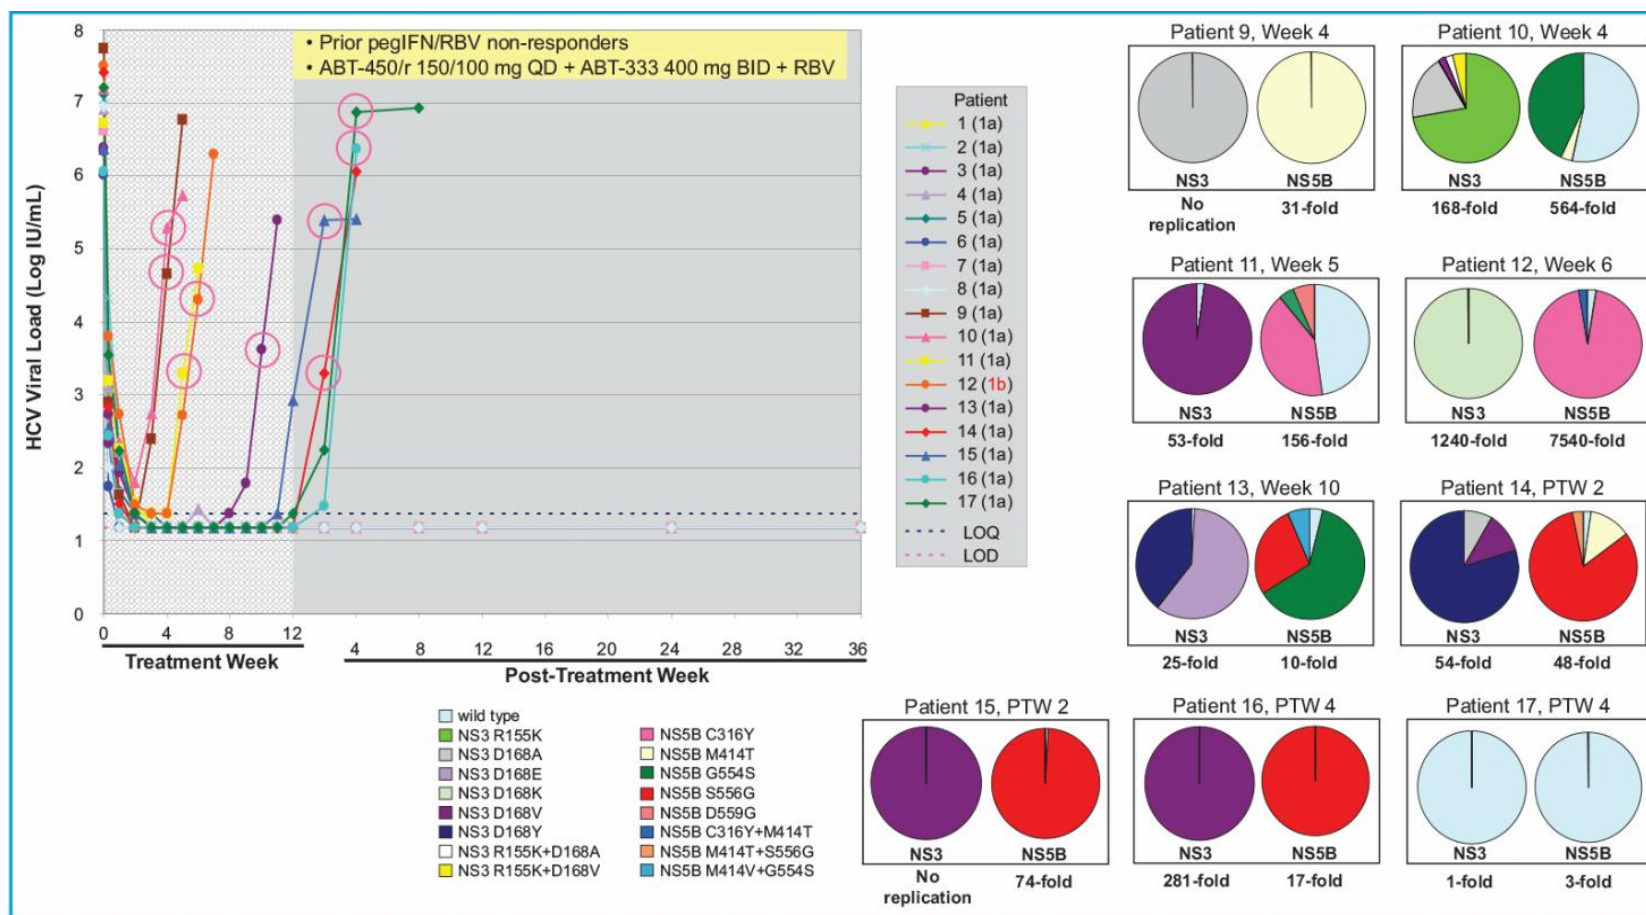 8
7
6
5
4
3
2
1
0
HCV Viral Load (Log IU/mL)
• Prior pegIFN/RBV non-responders
• ABT-450/r 150/100 mg QD + ABT-333 400 mg BID + RBV
0 4 8 12 4 8 12 16 20 24 28 32 36
Treatment Week
Post-Treatment Week
Patient
1 (1a)
2 (1a)
3 (1a)
4 (1a)
5 (1a)
6 (1a)
7 (1a)
8 (1a)
9 (1a)
10 (1a)
11 (1a)
12 (1b)
13 (1a)
14 (1a)
15 (1a)
16 (1a)
17 (1a)
LOQ
LOD
Patient 9, Week 4
NS3 NS5B
No replication 31-fold
Patient 10, Week 4
NS3 NS5B
168-fold 564-fold
Patient 11, Week 5
NS3 NS5B
53-fold 156-fold
Patient 12, Week 6
NS3 NS5B
1240-fold 7540-fold
Patient 13, Week 10
NS3 NS5B
25-fold 10-fold
Patient 14, PTW 2
NS3 NS5B
54-fold 48-fold
Patient 15, PTW 2
NS3 NS5B
No replication 74-fold
Patient 16, PTW 4
NS3 NS5B
281-fold 17-fold
Patient 17, PTW 4
NS3 NS5B
1-fold 3-fold
wild type
NS3 R155K
NS3 D168A
NS3 D168E
NS3 D168K
NS3 D168V
NS3 D168Y
NS3 R155K+D168A
NS3 R155K+D168V
NS5B C316Y
NS5B M414T
NS5B G554S
NS5B S556G
NS5B D559G
NS5B C316Y+M414T
NS5B M414T+S556G
NS5B M414V+G554S